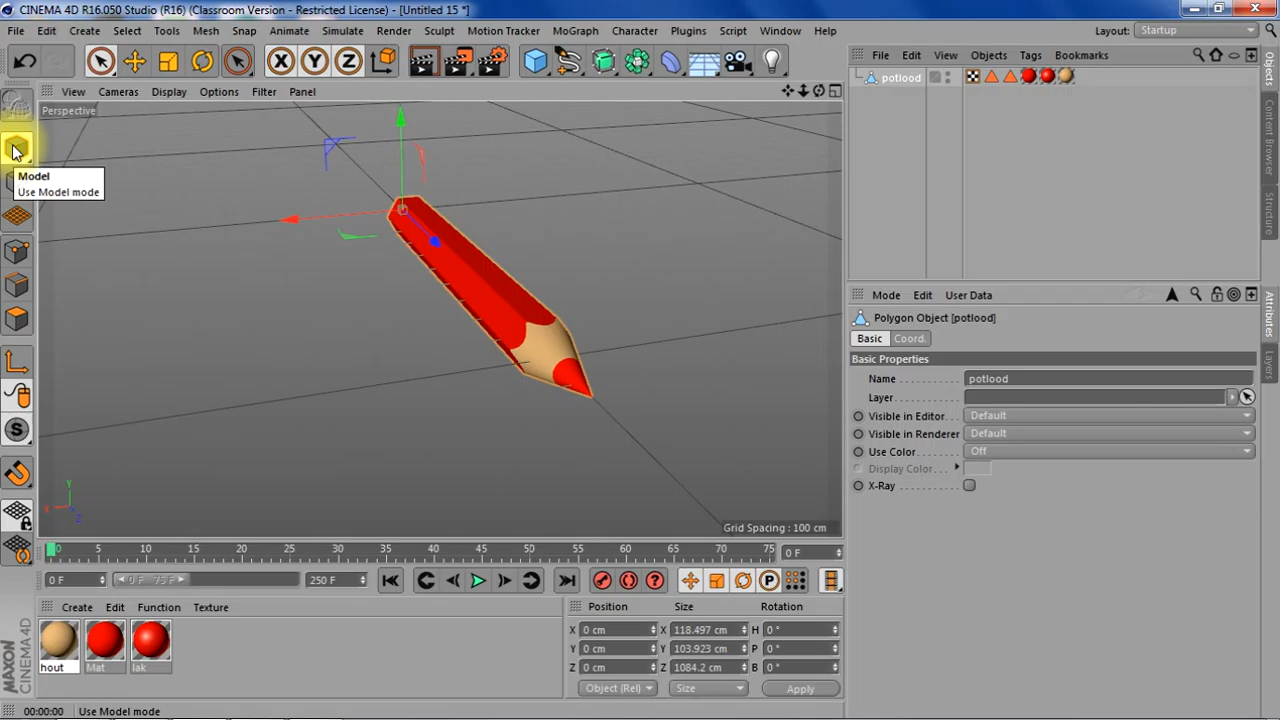 CINEMA 4D R16.050 Studio (R16) (Classroom Version - Restricted License) - [Untitled 15 *]
File Edit Create Select Tools Mesh Snap Animate Simulate Render Sculpt Motion Tracker MoGraph Character Plugins Script Window Help Layout: Startup
X Y Z
File Edit View Objects Tags Bookmarks
potlood
View Cameras Display Options Filter Panel
Perspective
Model
Use Model mode
Objects
Content Browser
Structure
Mode Edit User Data
Polygon Object [potlood]
Basic Coord.
Basic Properties
Name potlood
Layer
Visible in Editor Default
Visible in Renderer Default
Use Color Off
Display Color
X-Ray
Attributes
Layers
S
Y
X
Z
Grid Spacing : 100 cm
0 5 10 15 20 25 30 35 40 45 50 55 60 65 70 75 0 F
0 F 0 F 75 F 250 F P
Create Edit Function Texture
hout Mat lak
Position Size Rotation
X 0 cm X 118.497 cm H 0 °
Y 0 cm Y 103.923 cm P 0 °
Z 0 cm Z 1084.2 cm B 0 °
Object (Rel) Size Apply
MAXON
CINEMA 4D
00:00:00 Use Model mode